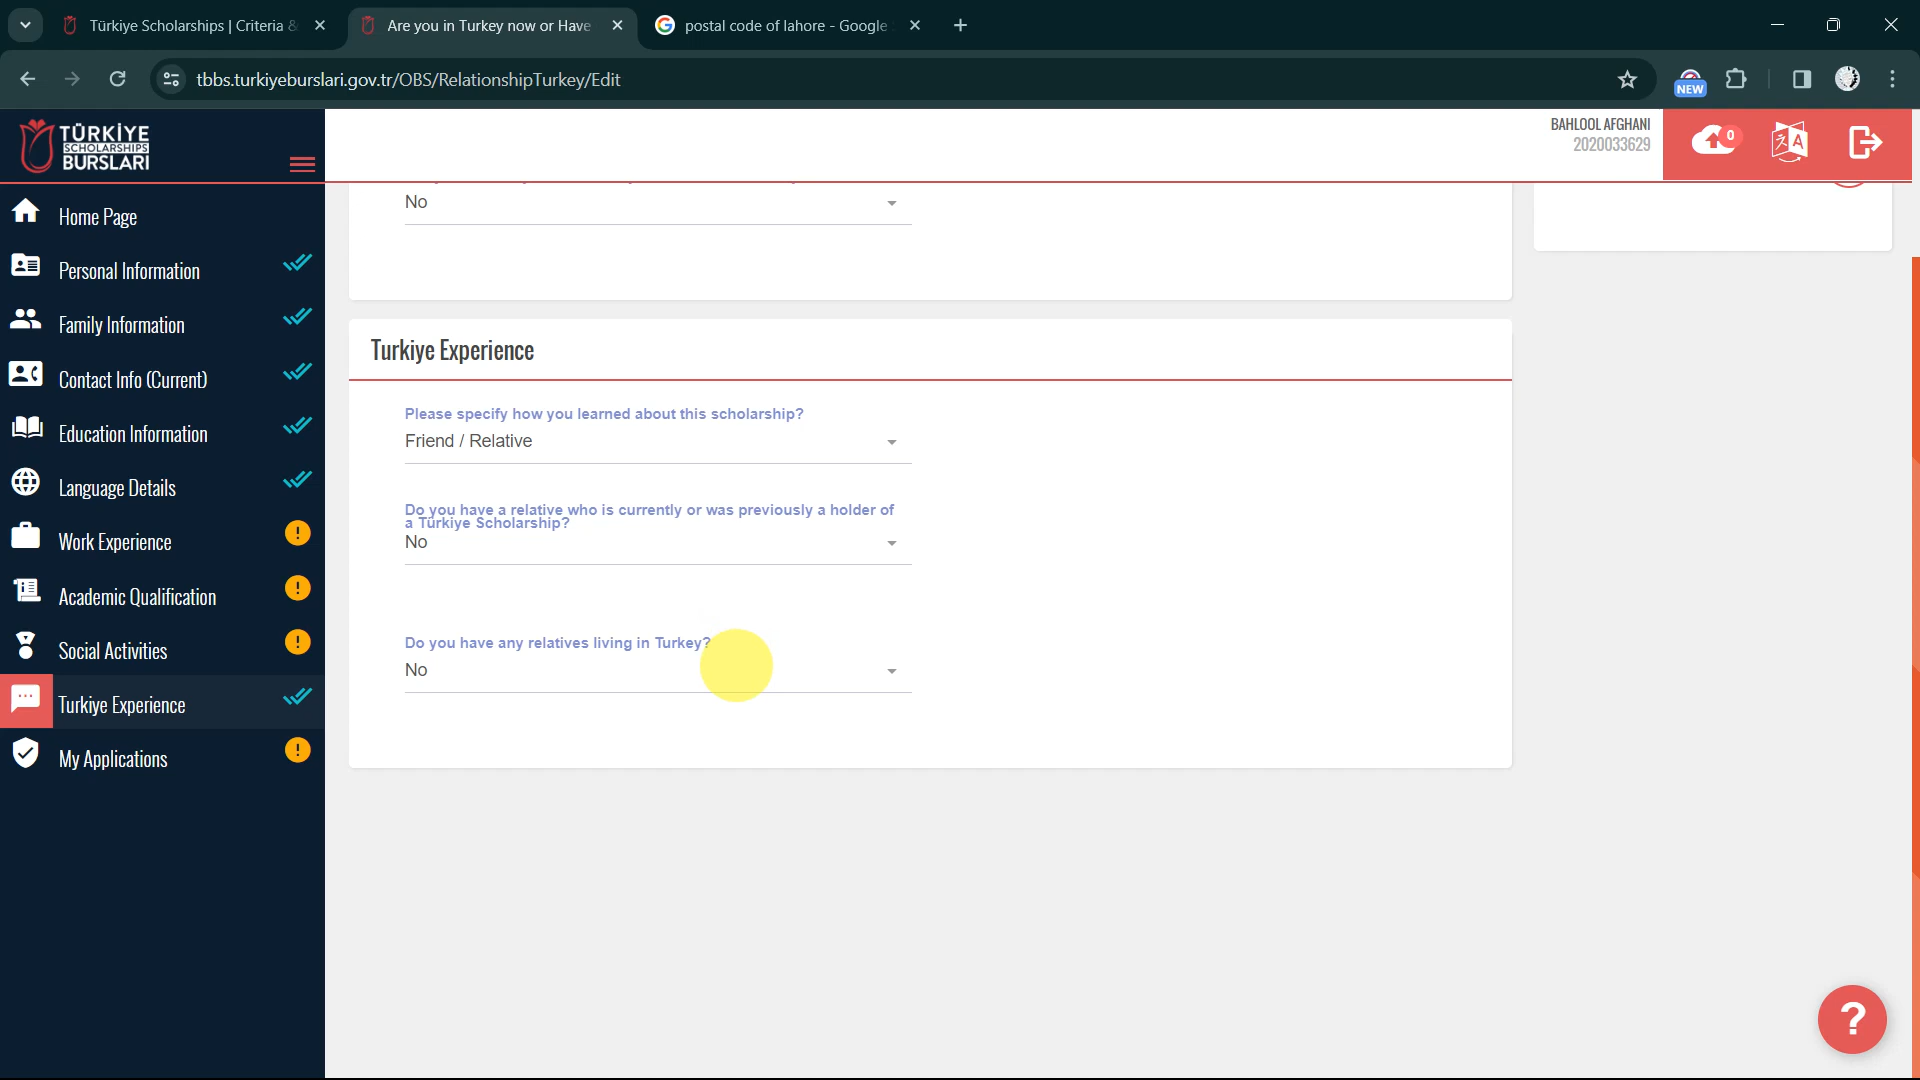 Türkiye Scholarships | Criteria &
Are you in Turkey now or Have
postal code of lahore - Google
tbbs.turkiyeburslari.gov.tr/OBS/RelationshipTurkey/Edit
NEW
TÜRKİYE
SCHOLARSHIPS
BURSLARI
BAHLOOL AFGHANI
2020033629
0
A
Home Page
Personal Information
Family Information
Contact Info (Current)
Education Information
Language Details
Work Experience
!
Academic Qualification
!
Social Activities
!
Turkiye Experience
My Applications
!
No
Turkiye Experience
Please specify how you learned about this scholarship?
Friend / Relative
Do you have a relative who is currently or was previously a holder of
a Türkiye Scholarship?
No
Do you have any relatives living in Turkey?
No
?